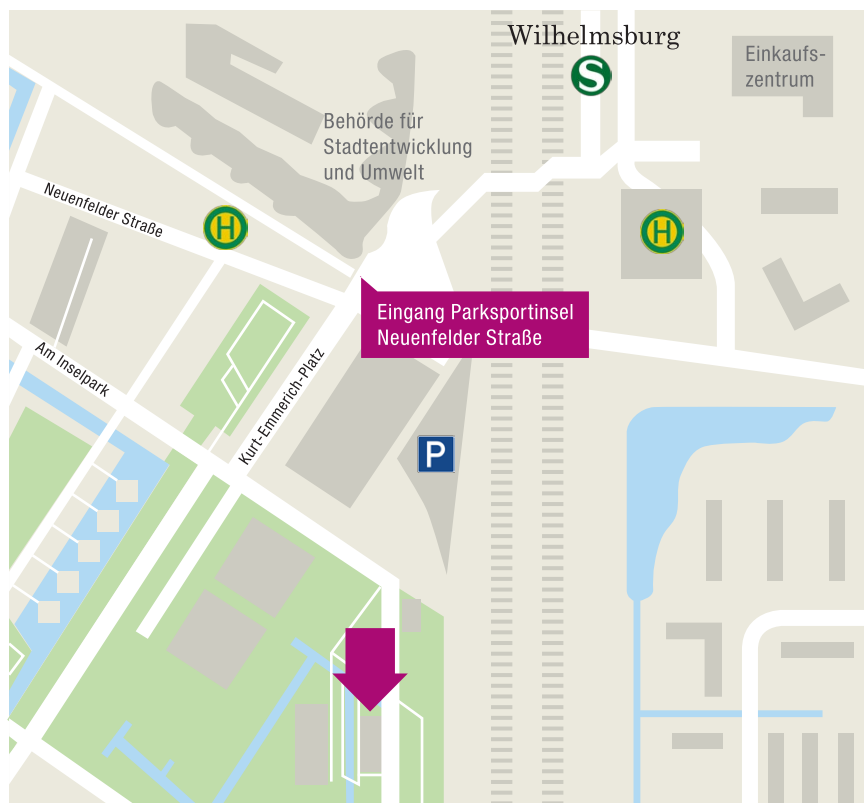 Wilhelmsburg
S
Einkaufs-
zentrum
Behörde für
Stadtentwicklung
und Umwelt
Neuenfelder Straße
H
H
Eingang Parksportinsel
Neuenfelder Straße
Am Inselpark
Kurt-Emmerich-Platz
P